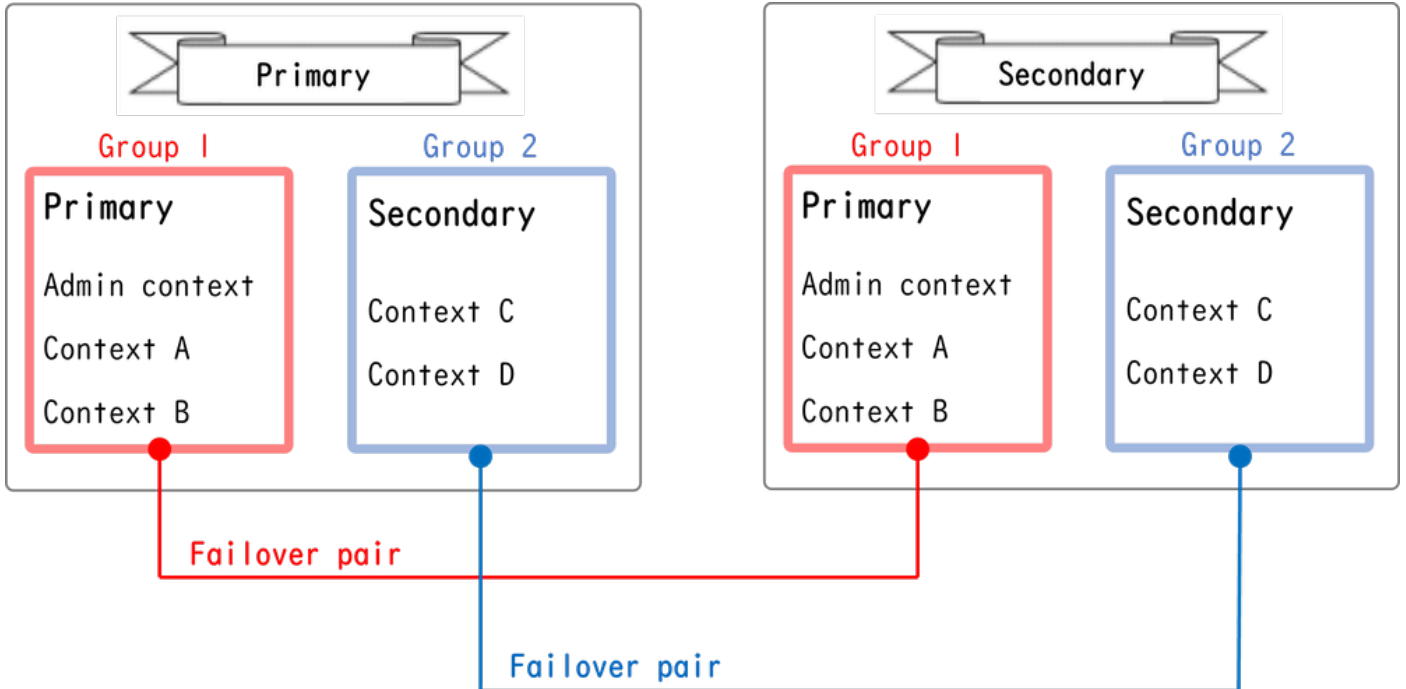 Primary
Group 1
Primary
Admin context
Context A
Context B
Group 2
Secondary
Context C
Context D
Secondary
Group 1
Primary
Admin context
Context A
Context B
Group 2
Secondary
Context C
Context D
Failover pair
Failover pair